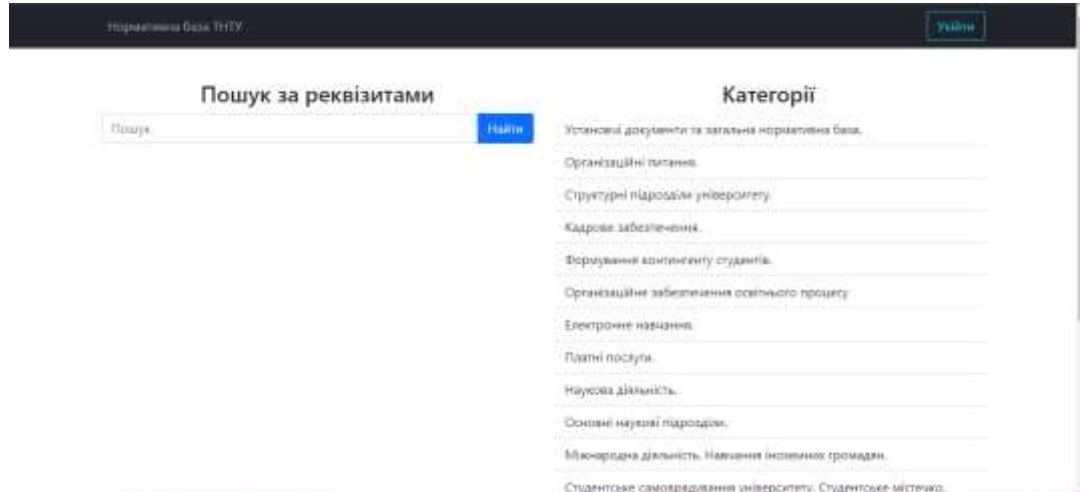 Нормативна база ТНТУ
Увійти
Пошук за реквізитами
Пошук
Найти
Категорії
Установчі документи та загальна нормативна база.
Організаційні питання.
Структурні підрозділи університету.
Кадрове забезпечення.
Формування контингенту студентів.
Організаційне забезпечення освітнього процесу
Електронне навчання.
Платні послуги.
Наукова діяльність.
Основні наукові підрозділи.
Міжнародна діяльність. Навчання іноземних громадян.
Студентське самоврядування університету. Студентське містечко.